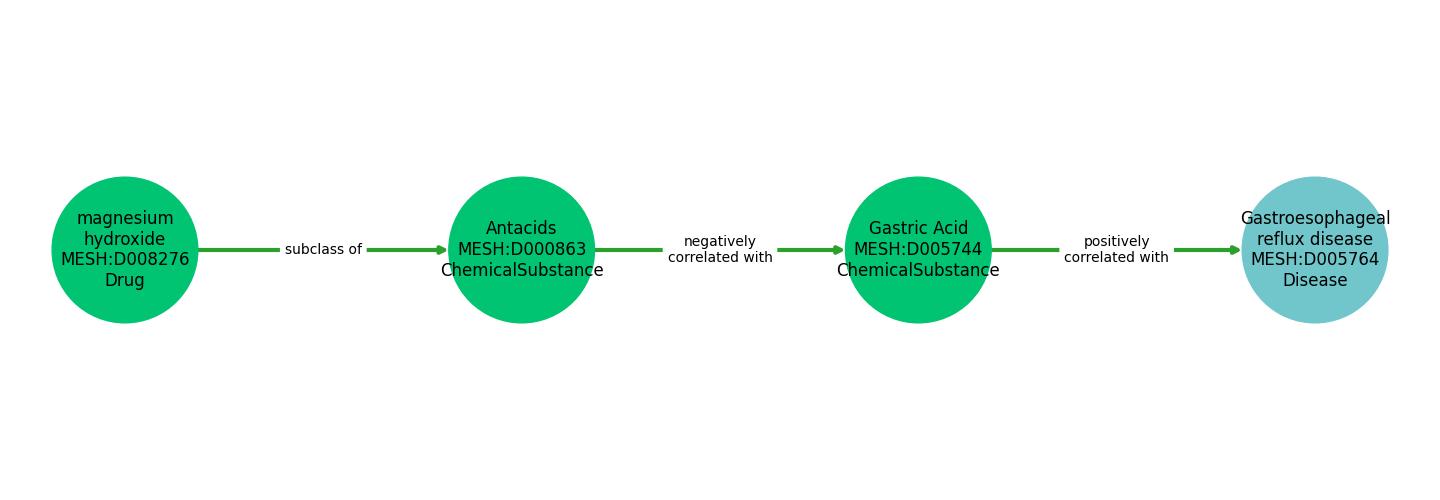 magnesium
hydroxide
MESH:D008276
Drug
subclass of
Antacids
MESH:D000863
ChemicalSubstance
negatively
correlated with
Gastric Acid
MESH:D005744
ChemicalSubstance
positively
correlated with
Gastroesophageal
reflux disease
MESH:D005764
Disease